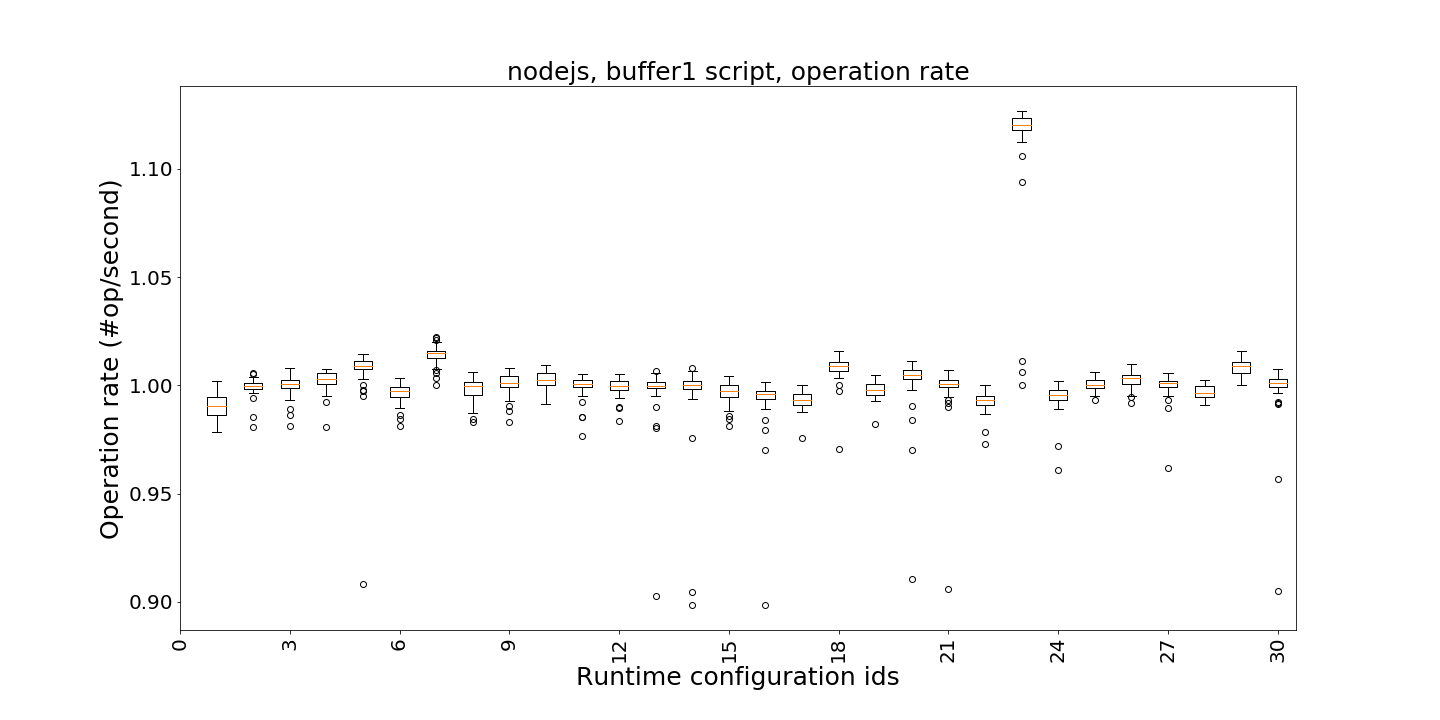 nodejs, buffer1 script, operation rate
Operation rate (#op/second)
1.10
1.05
1.00
0.95
0.90
0 3 6 9 12 15 18 21 24 27 30
Runtime configuration ids